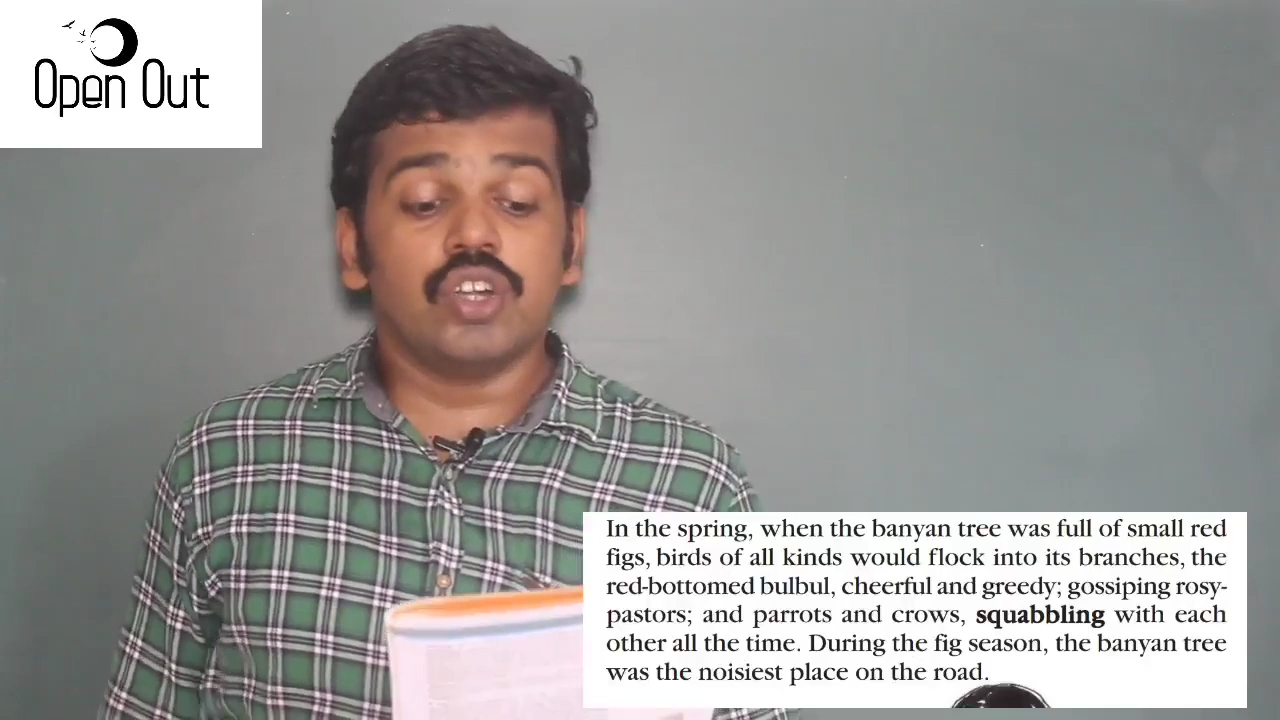 Open Out
In the spring, when the banyan tree was full of small red
figs, birds of all kinds would flock into its branches, the
red-bottomed bulbul, cheerful and greedy; gossiping rosy-
pastors; and parrots and crows, squabbling with each
other all the time. During the fig season, the banyan tree
was the noisiest place on the road.